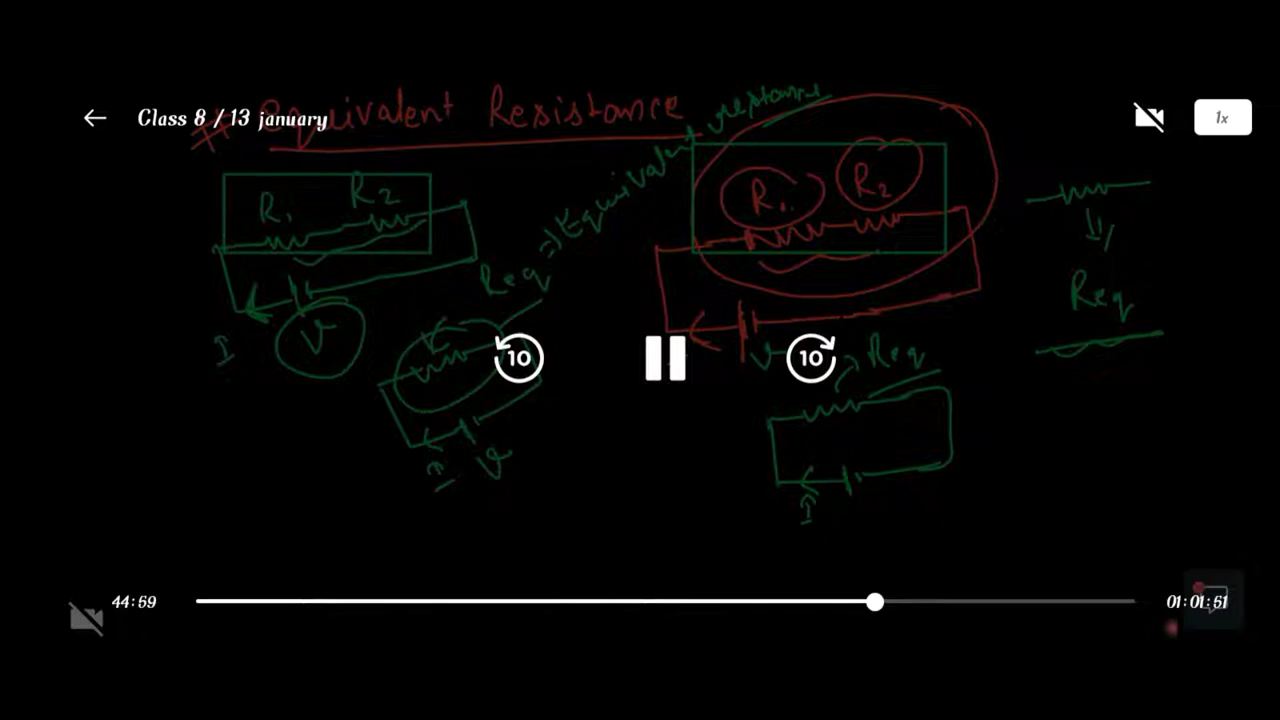 Class 8 / 13 january
1x
# equivalent Resistance
R1 R2
V
I
Req => Equivalent resistance
I V
R1 R2
V
Req
Req
I
10
10
44:59
01:01:51